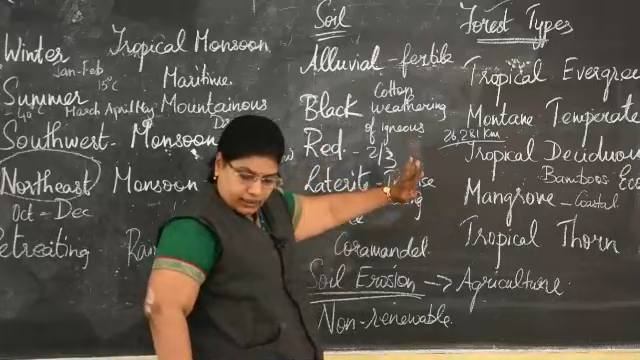 Winter
Jan-Feb 15°C
Summer
-40°C March April May
Southwest - Monsoon
Northeast Monsoon
Oct - Dec
Retreating
Tropical Monsoon
Maritime
Mountainous
Soil
Alluvial - fertile
Black Cotton weathering of igneous
Red - 2/3
Laterite
Coromandel
Soil Erosion -> Agriculture
Non-renewable.
Forest Types
Tropical Evergree
Montane Temperate
26,281 km
Tropical Deciduous
Bamboos
Mangrove - Coastal
Tropical Thorn